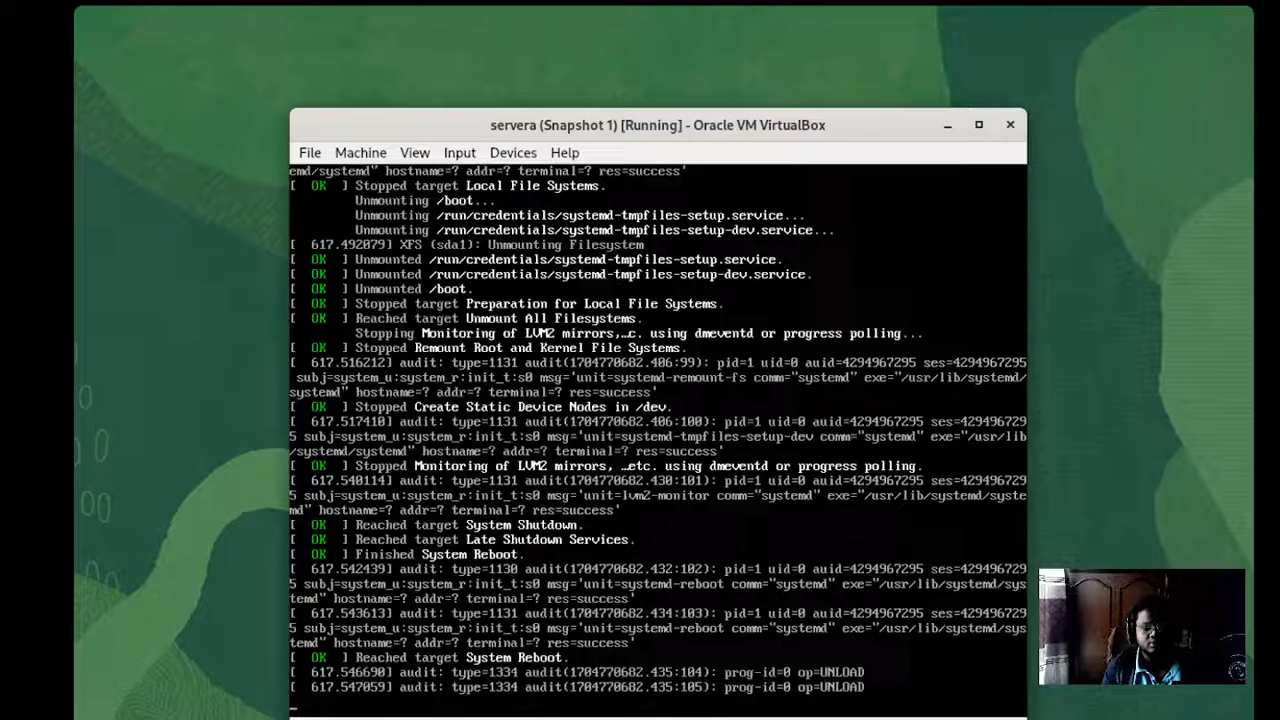 servera (Snapshot 1) [Running] - Oracle VM VirtualBox
File Machine View Input Devices Help
emd/systemd" hostname=? addr=? terminal=? res=success'
[  OK  ] Stopped target Local File Systems.
Unmounting /boot...
Unmounting /run/credentials/systemd-tmpfiles-setup.service...
Unmounting /run/credentials/systemd-tmpfiles-setup-dev.service...
[  617.492079] XFS (sda1): Unmounting Filesystem
[  OK  ] Unmounted /run/credentials/systemd-tmpfiles-setup.service.
[  OK  ] Unmounted /run/credentials/systemd-tmpfiles-setup-dev.service.
[  OK  ] Unmounted /boot.
[  OK  ] Stopped target Preparation for Local File Systems.
[  OK  ] Reached target Unmount All Filesystems.
Stopping Monitoring of LVM2 mirrors,…c. using dmeventd or progress polling...
[  OK  ] Stopped Remount Root and Kernel File Systems.
[  617.516212] audit: type=1131 audit(1704770682.406:99): pid=1 uid=0 auid=4294967295 ses=4294967295
subj=system_u:system_r:init_t:s0 msg='unit=systemd-remount-fs comm="systemd" exe="/usr/lib/systemd/
systemd" hostname=? addr=? terminal=? res=success'
[  OK  ] Stopped Create Static Device Nodes in /dev.
[  617.517410] audit: type=1131 audit(1704770682.406:100): pid=1 uid=0 auid=4294967295 ses=429496729
5 subj=system_u:system_r:init_t:s0 msg='unit=systemd-tmpfiles-setup-dev comm="systemd" exe="/usr/lib
/systemd/systemd" hostname=? addr=? terminal=? res=success'
[  OK  ] Stopped Monitoring of LVM2 mirrors, …etc. using dmeventd or progress polling.
[  617.540114] audit: type=1131 audit(1704770682.430:101): pid=1 uid=0 auid=4294967295 ses=429496729
5 subj=system_u:system_r:init_t:s0 msg='unit=lvm2-monitor comm="systemd" exe="/usr/lib/systemd/syste
md" hostname=? addr=? terminal=? res=success'
[  OK  ] Reached target System Shutdown.
[  OK  ] Reached target Late Shutdown Services.
[  OK  ] Finished System Reboot.
[  617.542439] audit: type=1130 audit(1704770682.432:102): pid=1 uid=0 auid=4294967295 ses=429496729
5 subj=system_u:system_r:init_t:s0 msg='unit=systemd-reboot comm="systemd" exe="/usr/lib/systemd/sys
temd" hostname=? addr=? terminal=? res=success'
[  617.543613] audit: type=1131 audit(1704770682.434:103): pid=1 uid=0 auid=4294967295 ses=429496729
5 subj=system_u:system_r:init_t:s0 msg='unit=systemd-reboot comm="systemd" exe="/usr/lib/systemd/sys
temd" hostname=? addr=? terminal=? res=success'
[  OK  ] Reached target System Reboot.
[  617.546690] audit: type=1334 audit(1704770682.435:104): prog-id=0 op=UNLOAD
[  617.547059] audit: type=1334 audit(1704770682.435:105): prog-id=0 op=UNLOAD